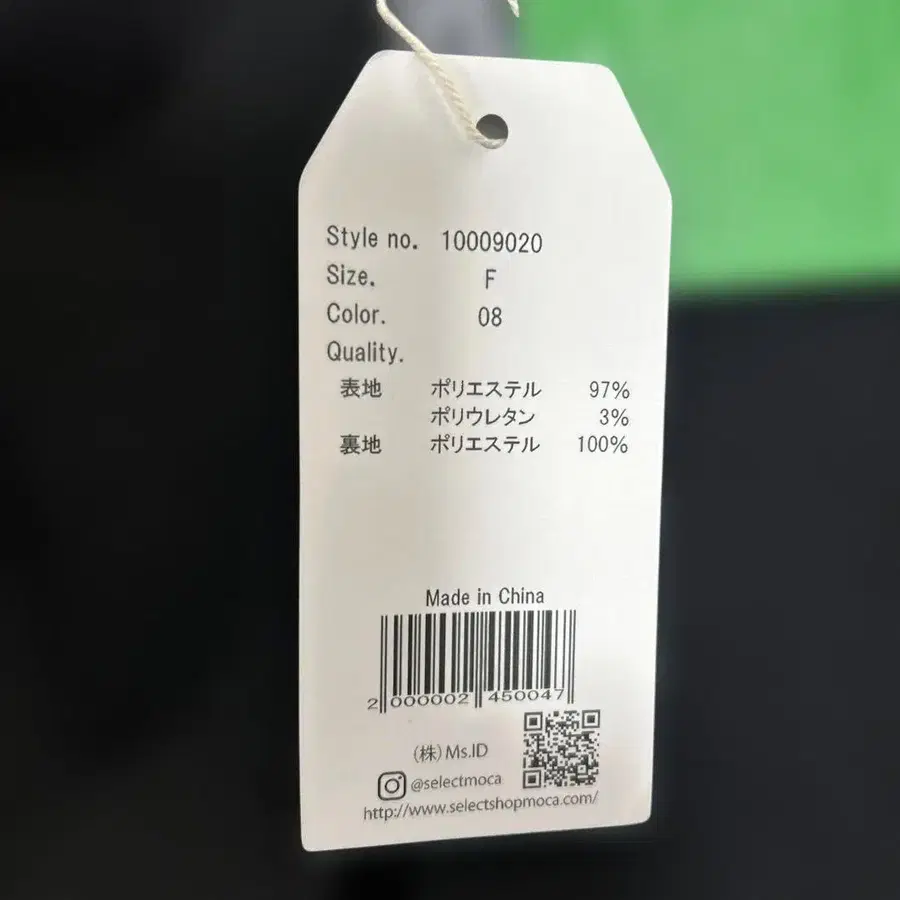 Style no. 10009020
Size. F
Color. 08
Quality.
表地 ポリエステル 97%
ポリウレタン 3%
裏地 ポリエステル 100%
Made in China
2 000002 450047
(株)Ms.ID
@selectmoca
http://www.selectshopmoca.com/